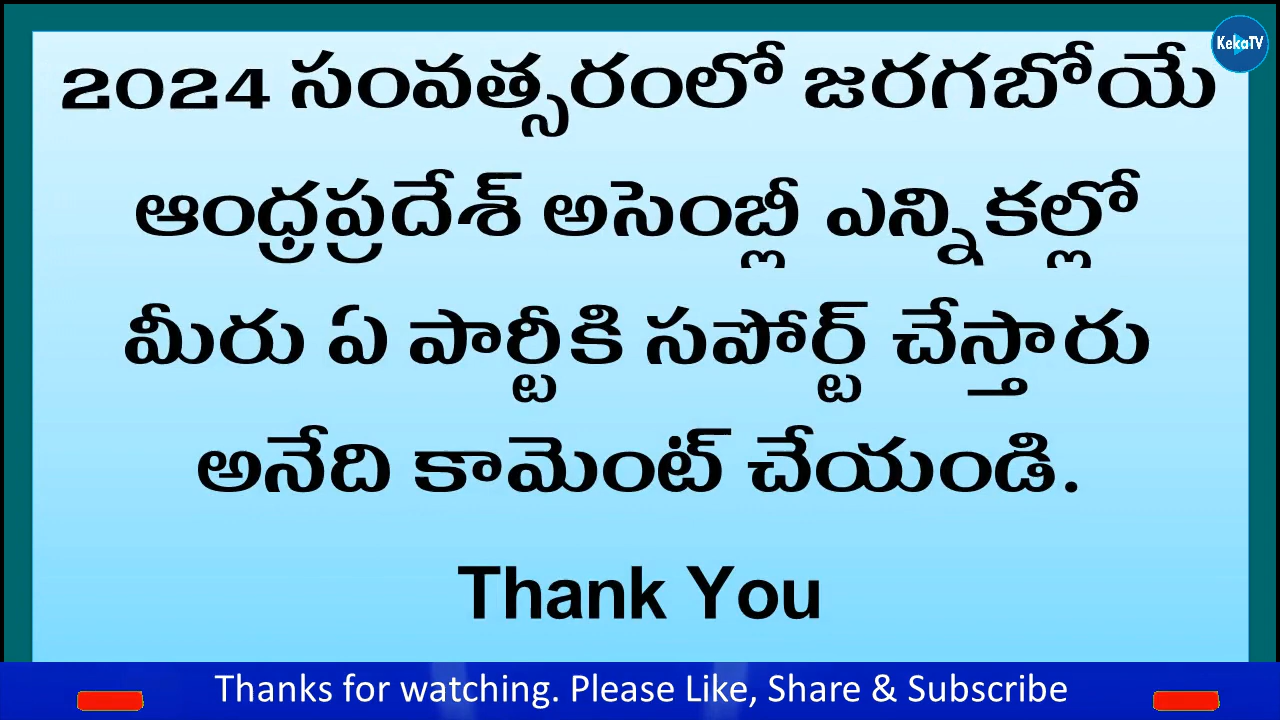 KekaTV
2024 సంవత్సరంలో జరగబోయే
ఆంధ్రప్రదేశ్ అసెంబ్లీ ఎన్నికల్లో
మీరు ఏ పార్టీకి సపోర్ట్ చేస్తారు
అనేది కామెంట్ చేయండి.
Thank You
Thanks for watching. Please Like, Share & Subscribe